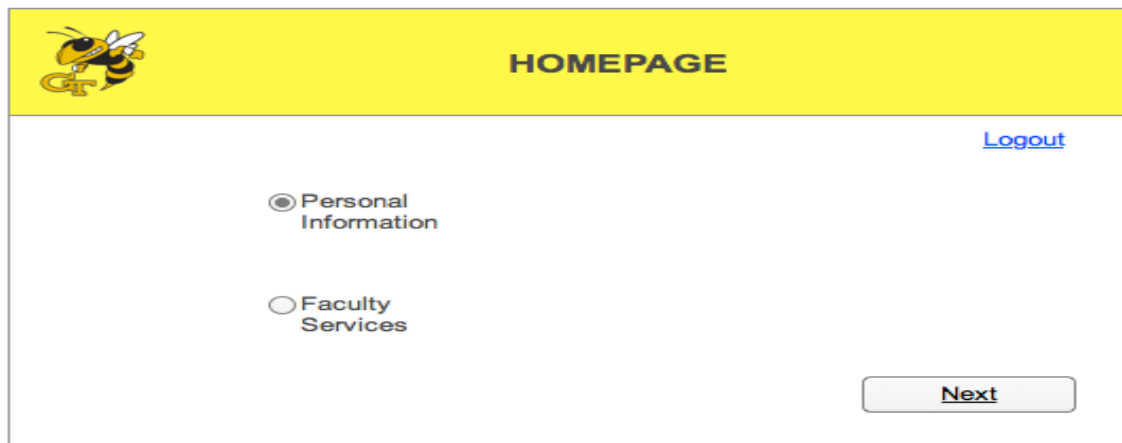 GT
HOMEPAGE
Logout
Personal
Information
Faculty
Services
Next